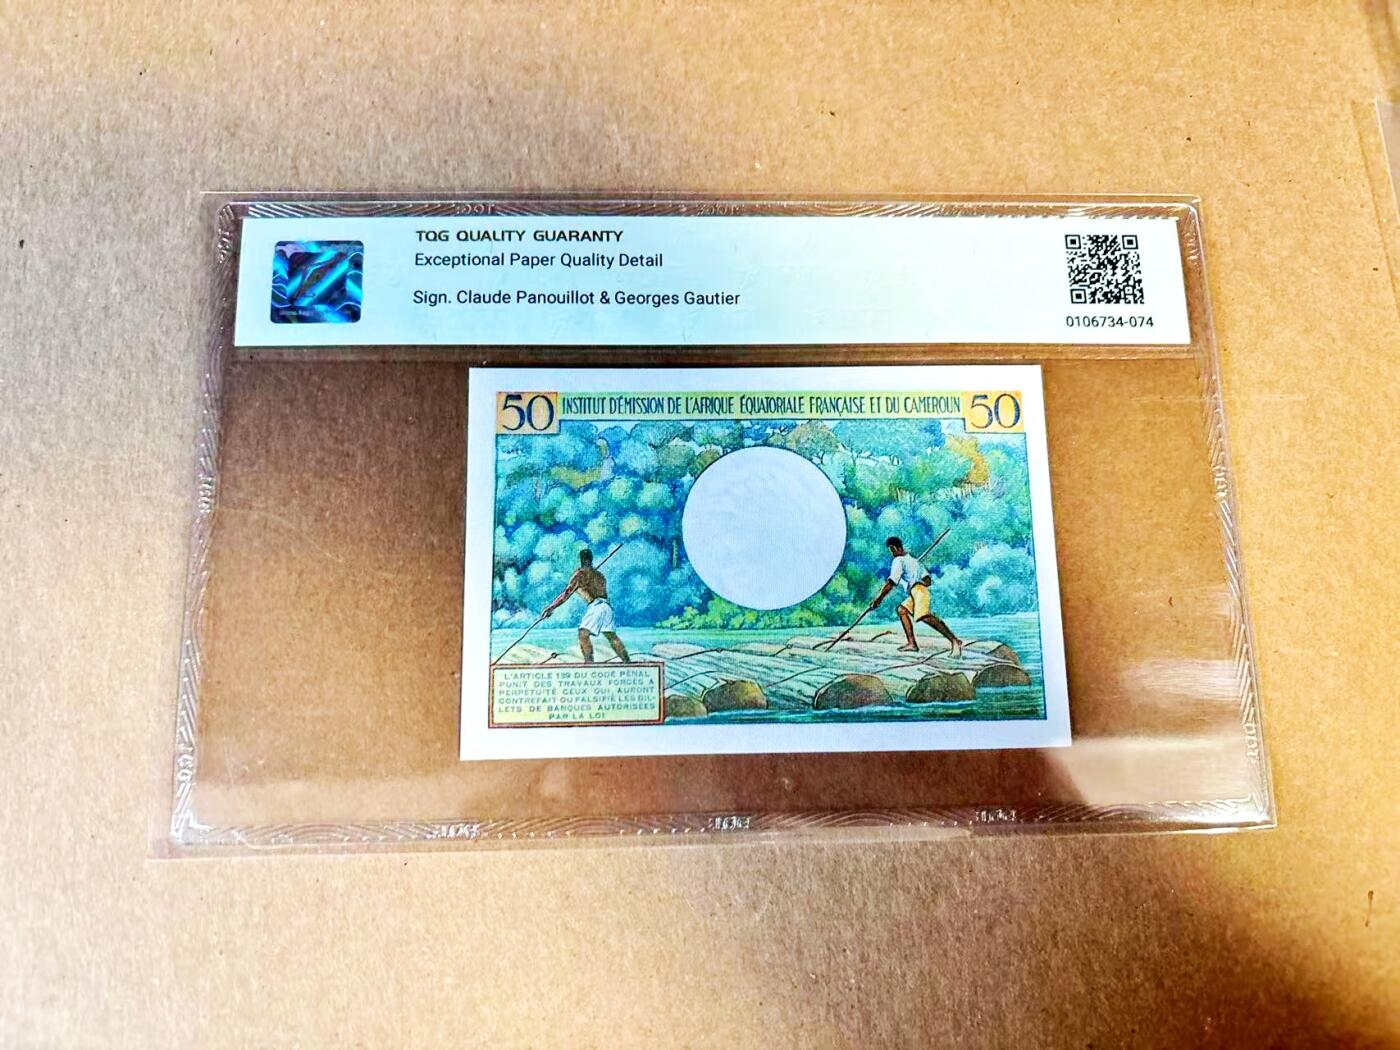 TQG QUALITY GUARANTY
Exceptional Paper Quality Detail
Sign. Claude Panouillot & Georges Gautier
0106734-074
50 INSTITUT D'ÉMISSION DE L'AFRIQUE ÉQUATORIALE FRANÇAISE ET DU CAMEROUN 50
L'ARTICLE 139 DU CODE PÉNAL
PUNIT DES TRAVAUX FORCÉS A
PERPÉTUITÉ CEUX QUI AURONT
CONTREFAIT OU FALSIFIÉ LES BIL-
LETS DE BANQUES AUTORISÉES
PAR LA LOI